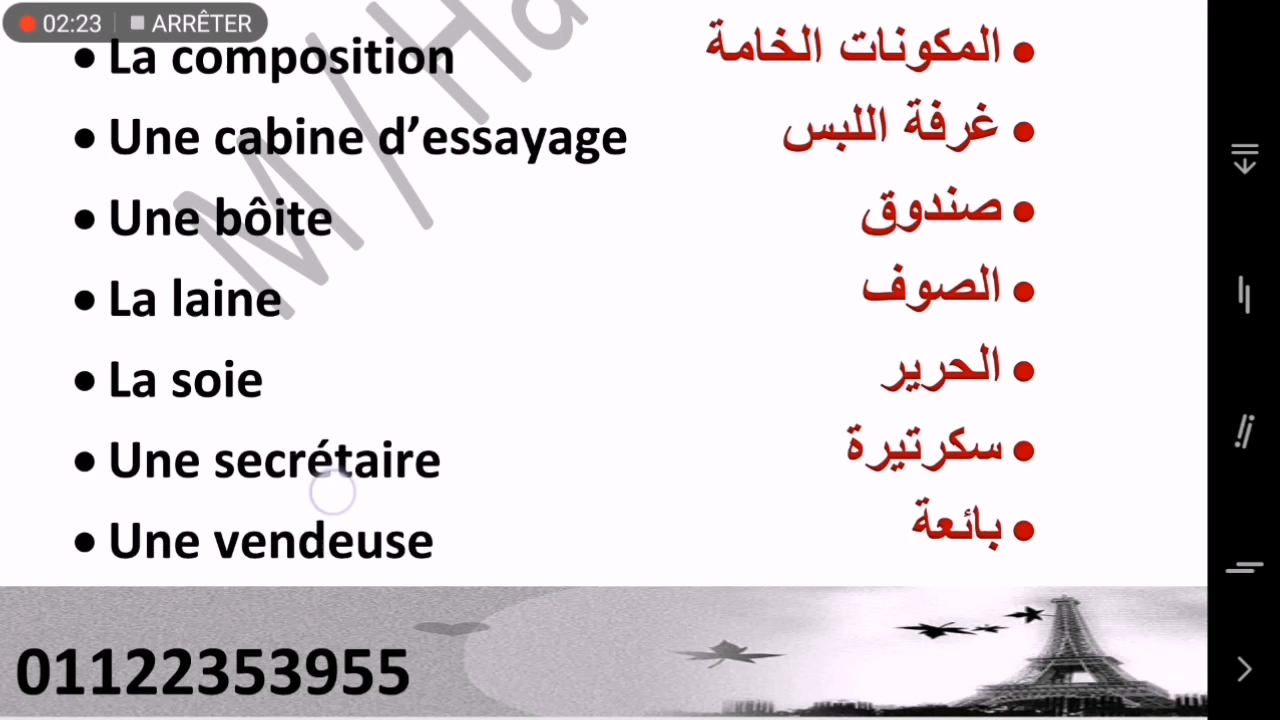 02:23 ARRÊTER
• La composition
• المكونات الخامة
• Une cabine d’essayage
• غرفة اللبس
• Une bôite
• صندوق
• La laine
• الصوف
• La soie
• الحرير
• Une secrétaire
• سكرتيرة
• Une vendeuse
• بائعة
M/Ha
01122353955